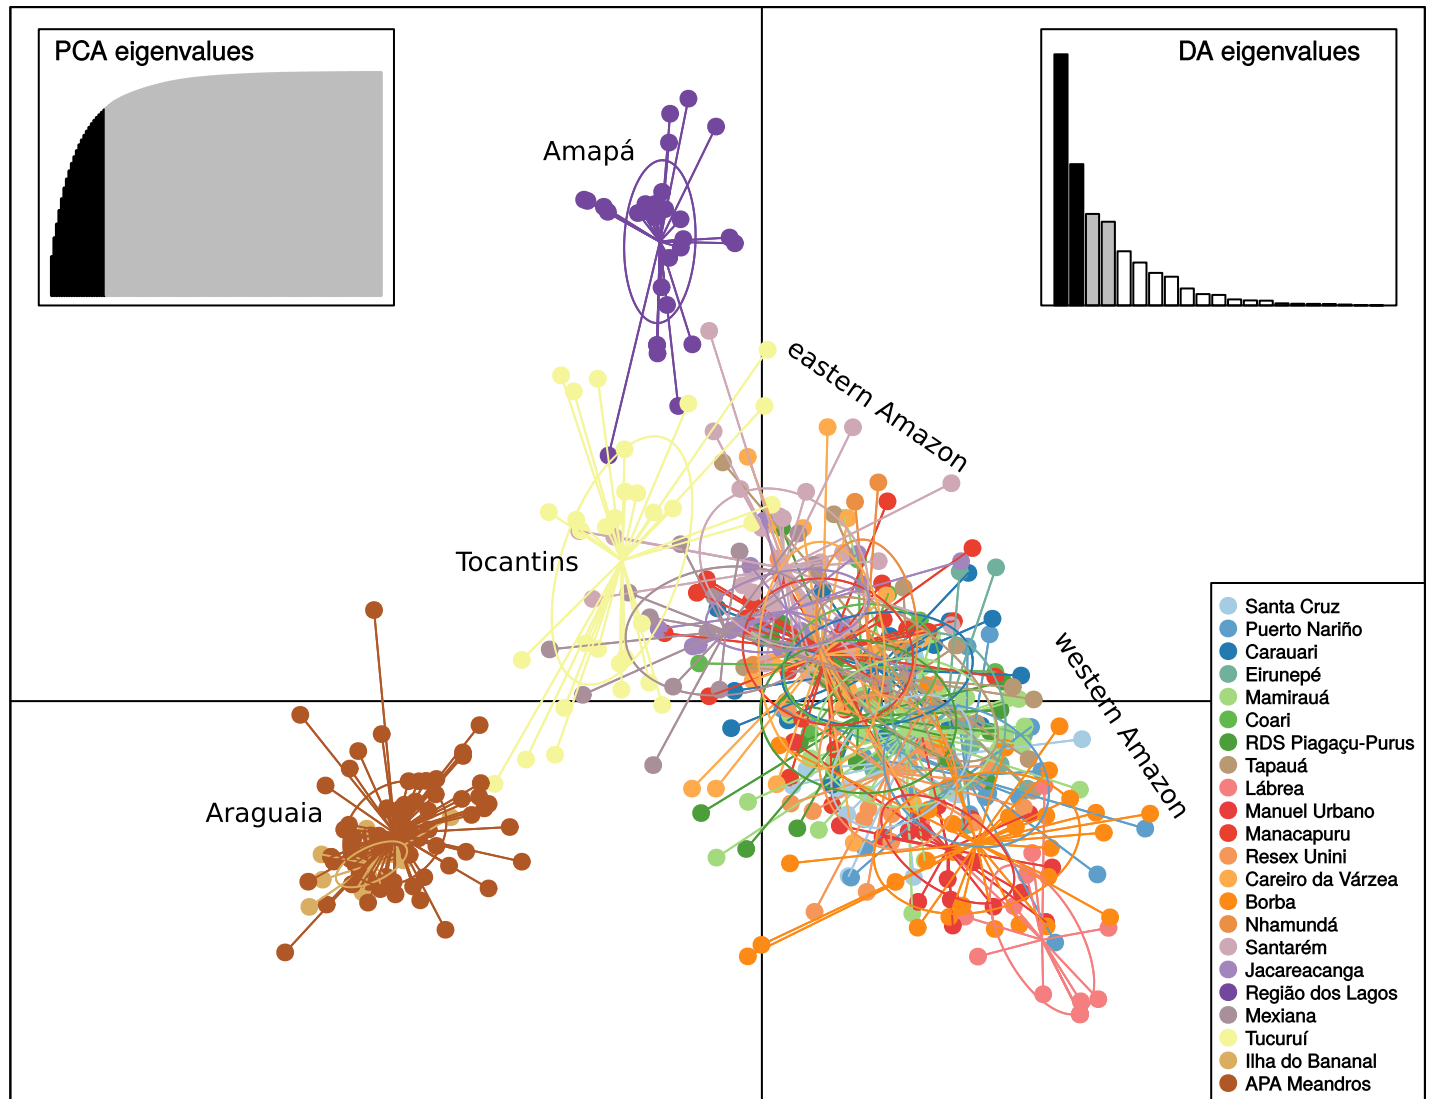 PCA eigenvalues
DA eigenvalues
Amapá
eastern Amazon
Tocantins
western Amazon
Araguaia
Santa Cruz
Puerto Nariño
Carauari
Eirunepé
Mamirauá
Coari
RDS Piagaçu-Purus
Tapauá
Lábrea
Manuel Urbano
Manacapuru
Resex Unini
Careiro da Várzea
Borba
Nhamundá
Santarém
Jacareacanga
Região dos Lagos
Mexiana
Tucuruí
Ilha do Bananal
APA Meandros